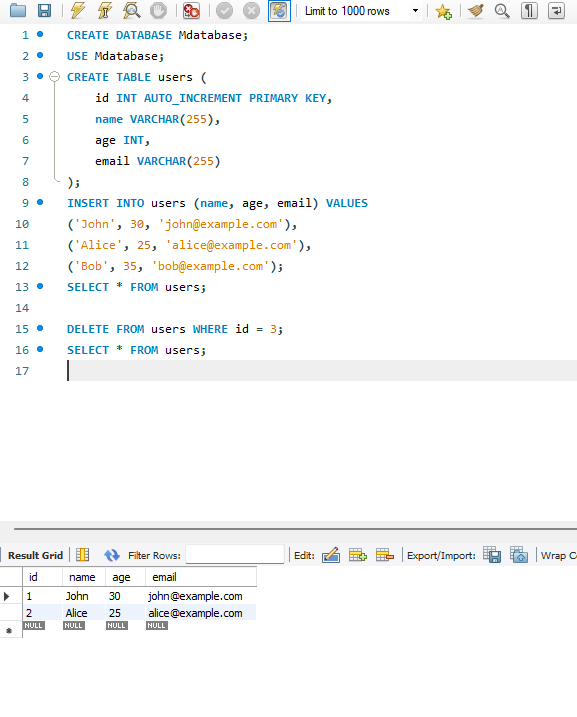 Limit to 1000 rows
1 CREATE DATABASE Mdatabase;
2 USE Mdatabase;
3 CREATE TABLE users (
4 id INT AUTO_INCREMENT PRIMARY KEY,
5 name VARCHAR(255),
6 age INT,
7 email VARCHAR(255)
8 );
9 INSERT INTO users (name, age, email) VALUES
10 ('John', 30, 'john@example.com'),
11 ('Alice', 25, 'alice@example.com'),
12 ('Bob', 35, 'bob@example.com');
13 SELECT * FROM users;
14
15 DELETE FROM users WHERE id = 3;
16 SELECT * FROM users;
17
Result Grid Filter Rows: Edit: Export/Import: Wrap C
id name age email
1 John 30 john@example.com
2 Alice 25 alice@example.com
NULL NULL NULL NULL